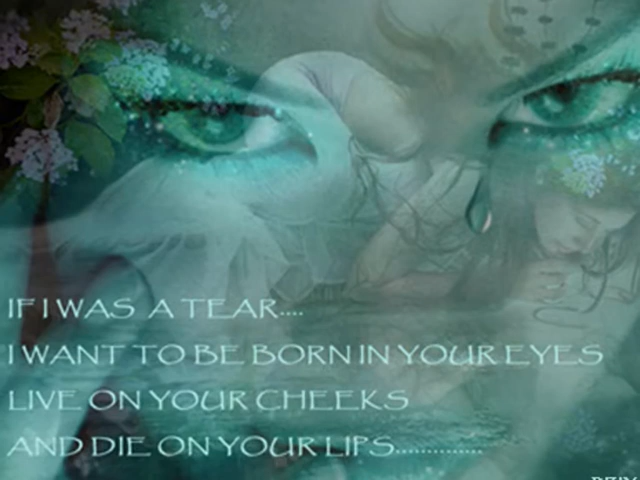 IF I WAS A TEAR....
I WANT TO BE BORN IN YOUR EYES
LIVE ON YOUR CHEEKS
AND DIE ON YOUR LIPS..............